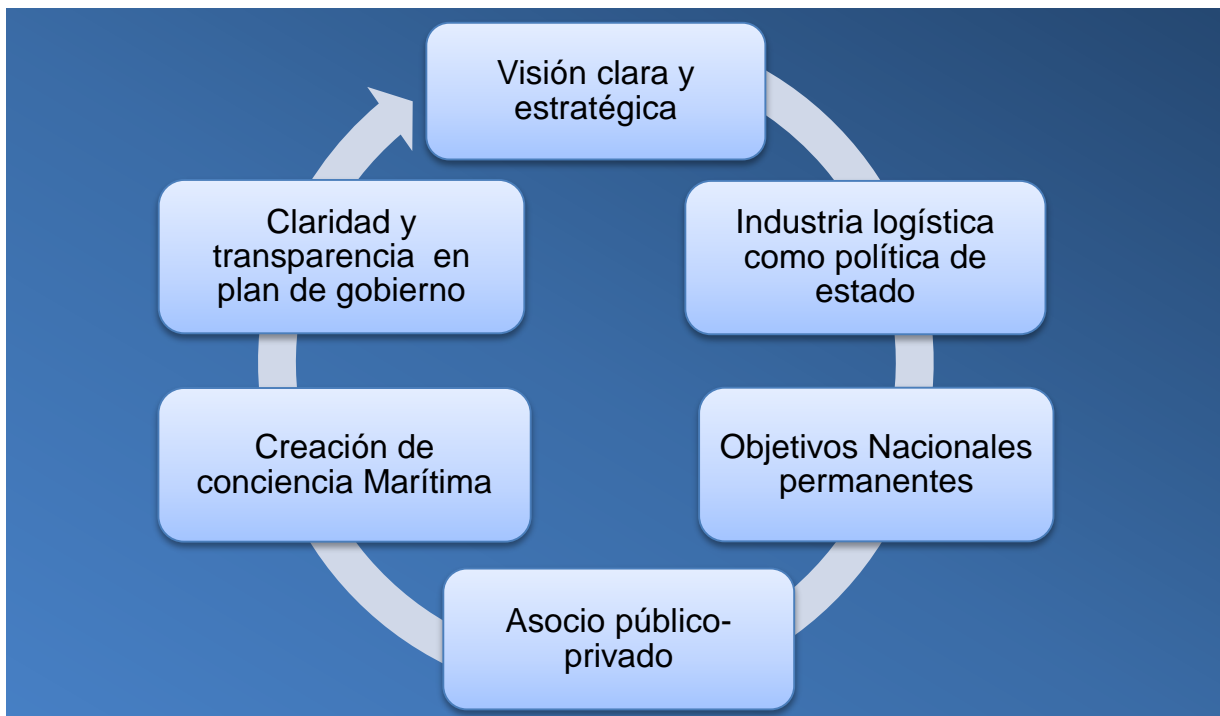 Visión clara y
estratégica
Industria logística
como política de
estado
Objetivos Nacionales
permanentes
Asocio público-
privado
Creación de
conciencia Marítima
Claridad y
transparencia en
plan de gobierno